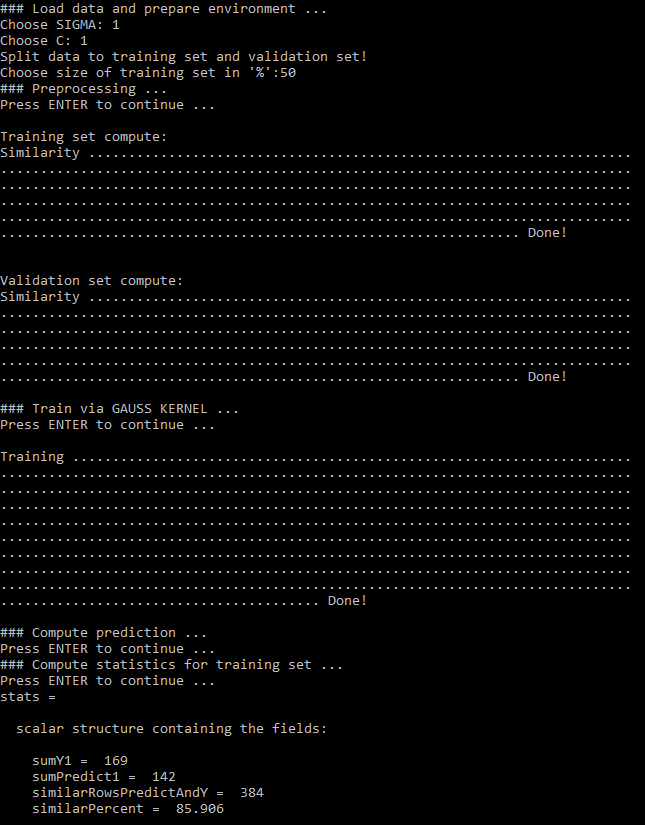 ### Load data and prepare environment ...
Choose SIGMA: 1
Choose C: 1
Split data to training set and validation set!
Choose size of training set in '%':50
### Preprocessing ...
Press ENTER to continue ...
Training set compute:
Similarity ....................................................................
...............................................................................
...............................................................................
...............................................................................
...............................................................................
................................................................. Done!
Validation set compute:
Similarity ....................................................................
...............................................................................
...............................................................................
...............................................................................
...............................................................................
................................................................. Done!
### Train via GAUSS KERNEL ...
Press ENTER to continue ...
Training ......................................................................
...............................................................................
...............................................................................
...............................................................................
...............................................................................
...............................................................................
...............................................................................
...............................................................................
...............................................................................
........................................ Done!
### Compute prediction ...
Press ENTER to continue ...
### Compute statistics for training set ...
Press ENTER to continue ...
stats =
scalar structure containing the fields:
sumY1 =  169
sumPredict1 =  142
similarRowsPredictAndY =  384
similarPercent =  85.906